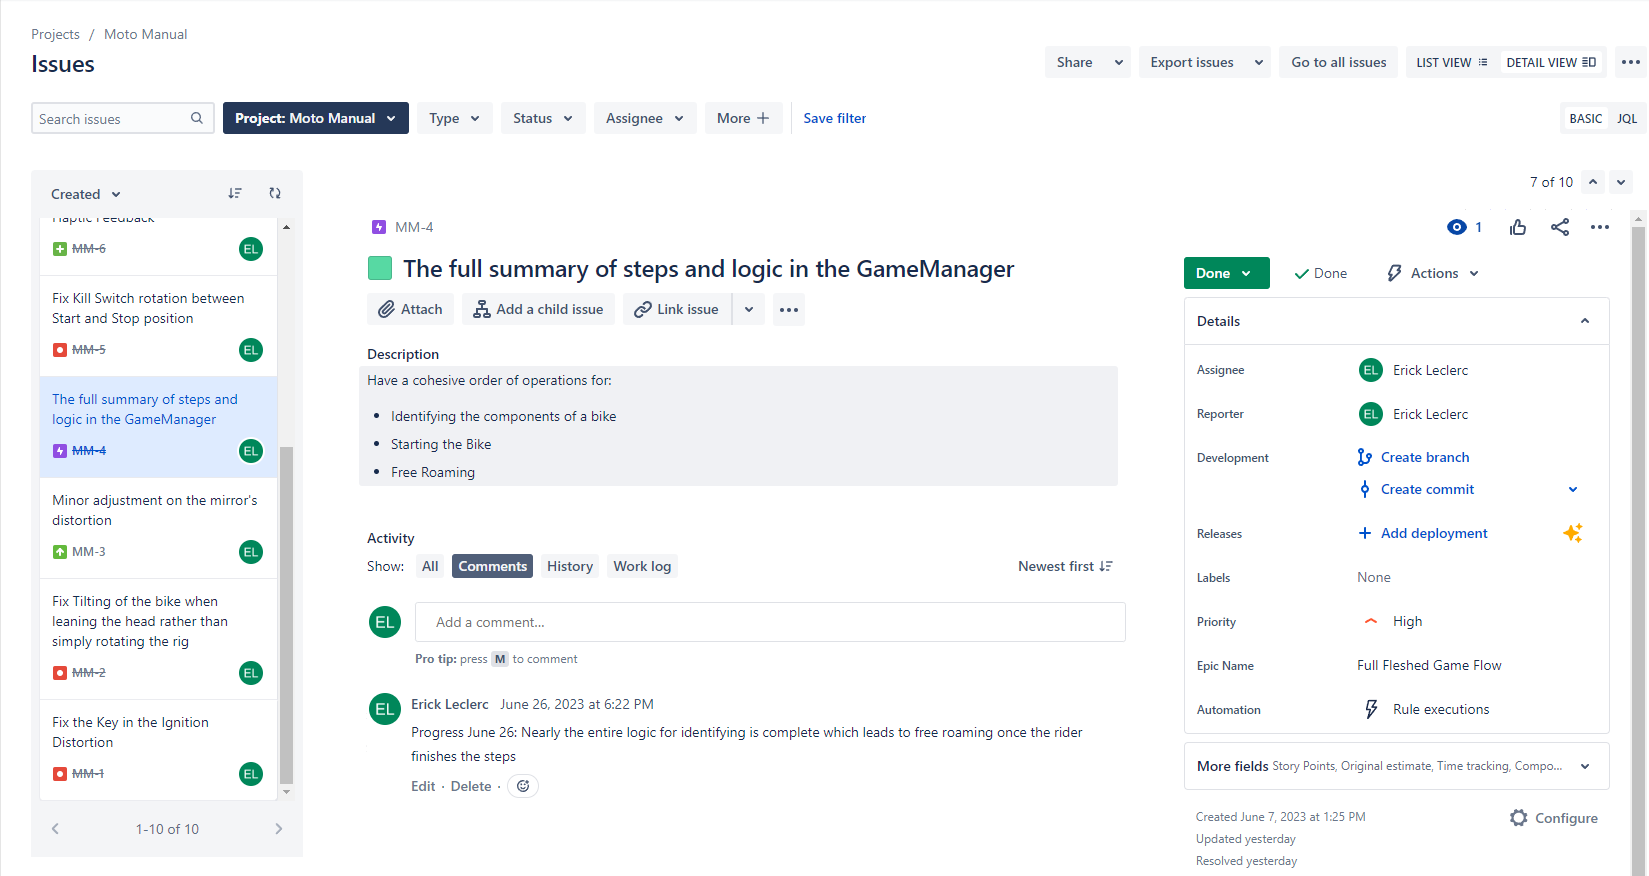 Projects / Moto Manual
Issues
Share
Export issues
Go to all issues
LIST VIEW
DETAIL VIEW
Search issues
Project: Moto Manual
Type
Status
Assignee
More
Save filter
BASIC
JQL
Created
Haptic Feedback
MM-6
EL
Fix Kill Switch rotation between
Start and Stop position
MM-5
EL
The full summary of steps and
logic in the GameManager
MM-4
EL
Minor adjustment on the mirror's
distortion
MM-3
EL
Fix Tilting of the bike when
leaning the head rather than
simply rotating the rig
MM-2
EL
Fix the Key in the Ignition
Distortion
MM-1
EL
1-10 of 10
7 of 10
MM-4
1
The full summary of steps and logic in the GameManager
Attach
Add a child issue
Link issue
Description
Have a cohesive order of operations for:
• Identifying the components of a bike
• Starting the Bike
• Free Roaming
Activity
Show:
All
Comments
History
Work log
Newest first
EL
Add a comment...
Pro tip: press M to comment
EL
Erick Leclerc June 26, 2023 at 6:22 PM
Progress June 26: Nearly the entire logic for identifying is complete which leads to free roaming once the rider
finishes the steps
Edit · Delete ·
Done
Done
Actions
Details
Assignee
EL
Erick Leclerc
Reporter
EL
Erick Leclerc
Development
Create branch
Create commit
Releases
Add deployment
Labels
None
Priority
High
Epic Name
Full Fleshed Game Flow
Automation
Rule executions
More fields Story Points, Original estimate, Time tracking, Compo...
Created June 7, 2023 at 1:25 PM
Configure
Updated yesterday
Resolved yesterday